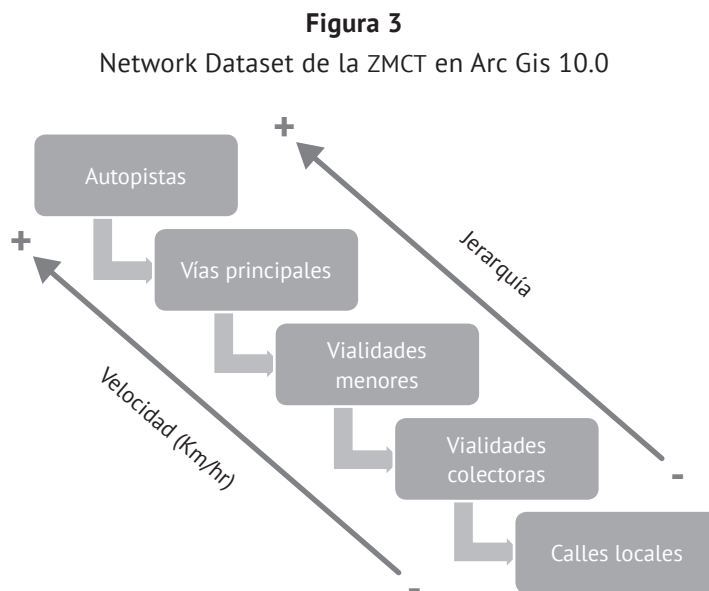 Figura 3
Network Dataset de la ZMCT en Arc Gis 10.0
+
Autopistas
+
Jerarquía
Vías principales
Vialidades
menores
Velocidad (Km/hr)
Vialidades
colectoras
-
Calles locales
-